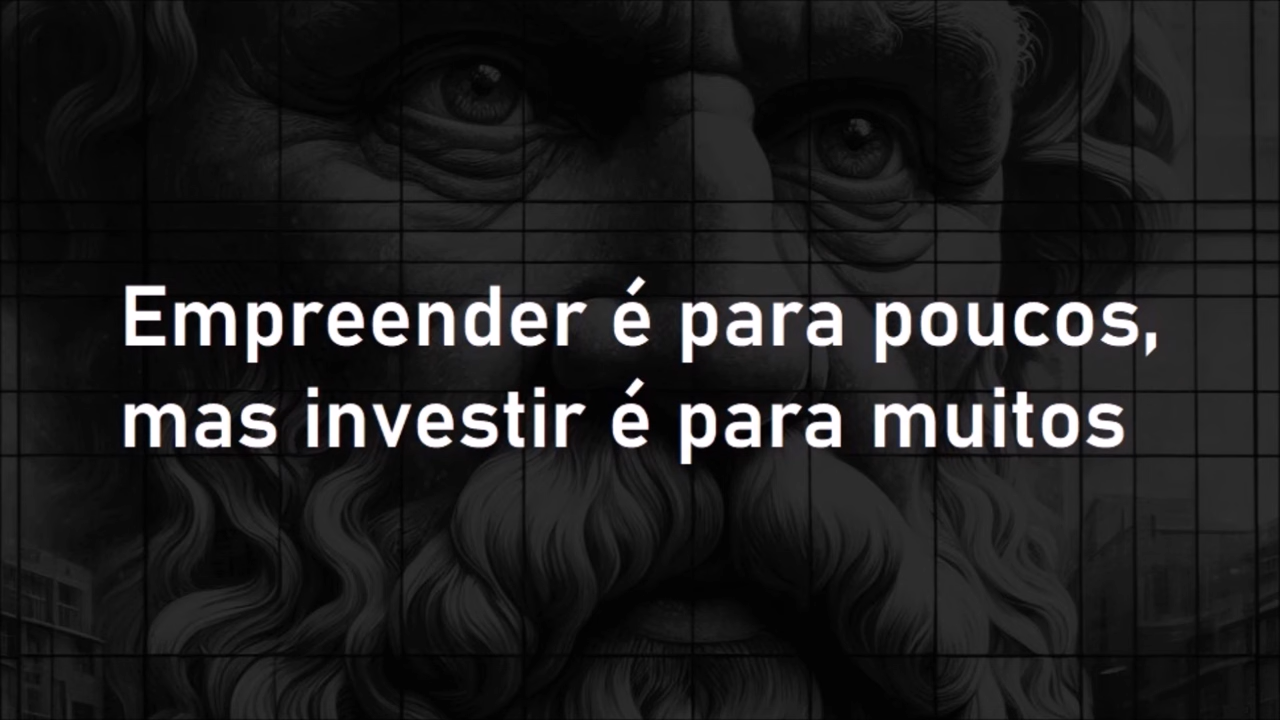 Empreender é para poucos,
mas investir é para muitos